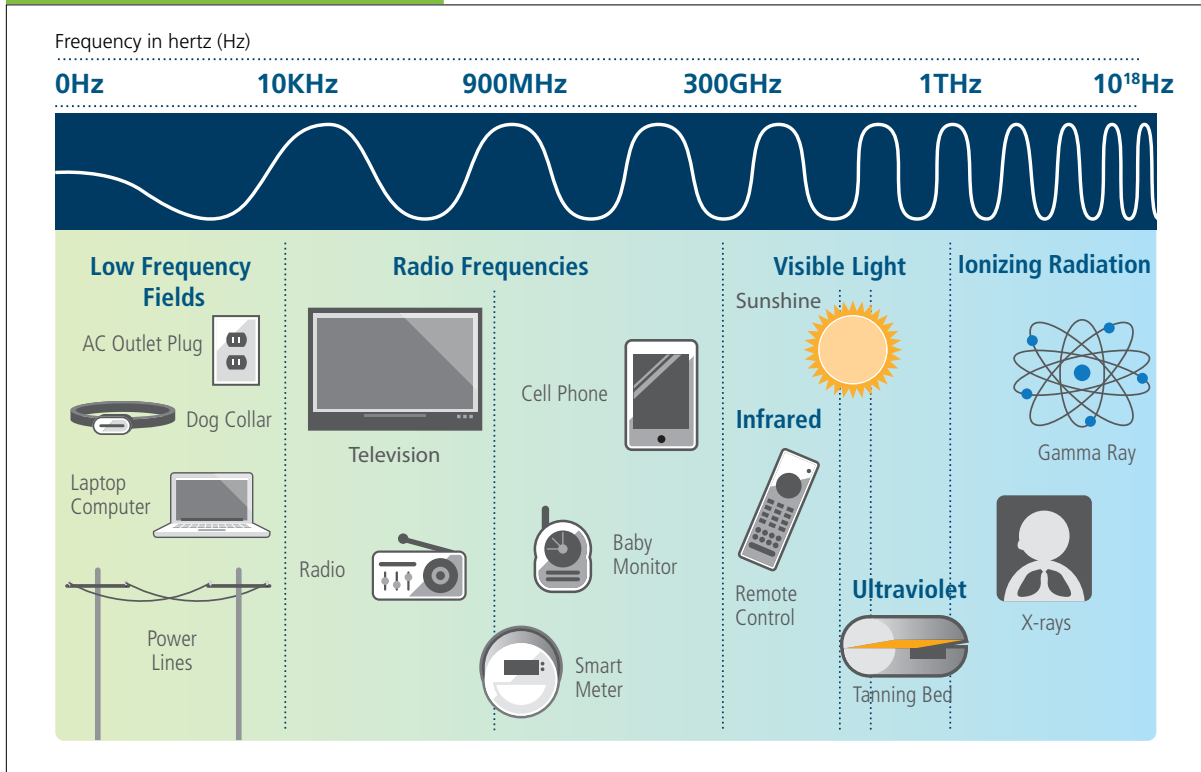 Frequency in hertz (Hz)
0Hz 10KHz 900MHz 300GHz 1THz 10¹⁸Hz
Low Frequency
Fields
AC Outlet Plug
Dog Collar
Laptop
Computer
Power
Lines
Radio Frequencies
Television
Radio
Cell Phone
Baby
Monitor
Smart
Meter
Visible Light
Sunshine
Infrared
Remote
Control
Ultraviolet
Tanning Bed
Ionizing Radiation
Gamma Ray
X-rays